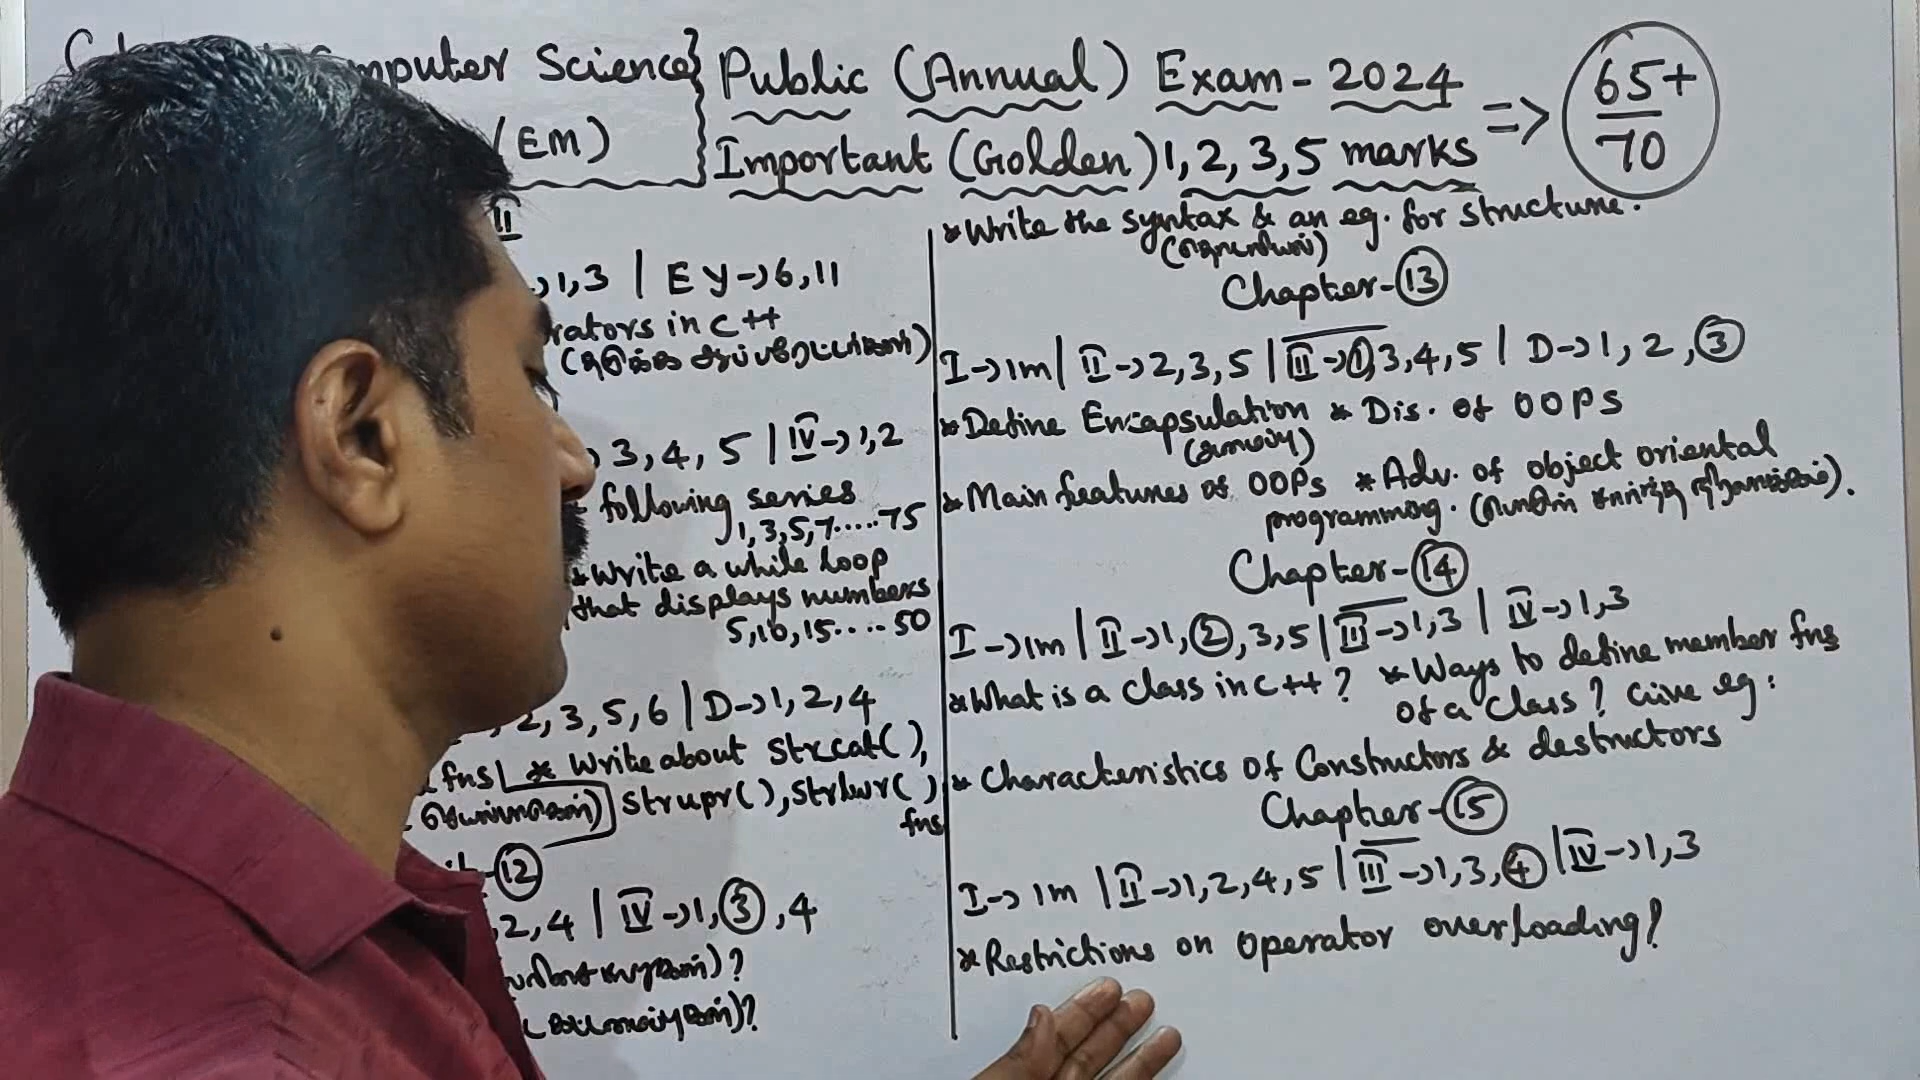 Computer Science
(EM)
Public (Annual) Exam - 2024
Important (Golden) 1, 2, 3, 5 marks
=> 65+
70
II
1, 3 | E y -> 6, 11
rators in C++
3, 4, 5 | IV -> 1, 2
following series
1, 3, 5, 7.....75
* Write a while loop
that displays numbers
5, 10, 15.....50
2, 3, 5, 6 | D -> 1, 2, 4
fns * Write about Strcat(),
Strupr(), Strlwr()
fns
12
2, 4 | IV -> 1, 3, 4
* Write the syntax & an eg. for structure.
Chapter - 13
I -> 1m | II -> 2, 3, 5 | III -> 1, 3, 4, 5 | D -> 1, 2, 3
* Define Encapsulation * Dis. of OOPS
* Main features of OOPs * Adv. of object oriental
programming.
Chapter - 14
I -> 1m | II -> 1, 2, 3, 5 | III -> 1, 3 | IV -> 1, 3
* What is a class in C++? * Ways to define member fns
of a class? Give eg:
* Characteristics of Constructors & destructors
Chapter - 15
I -> 1m | II -> 1, 2, 4, 5 | III -> 1, 3, 4 | IV -> 1, 3
* Restrictions on operator overloading?